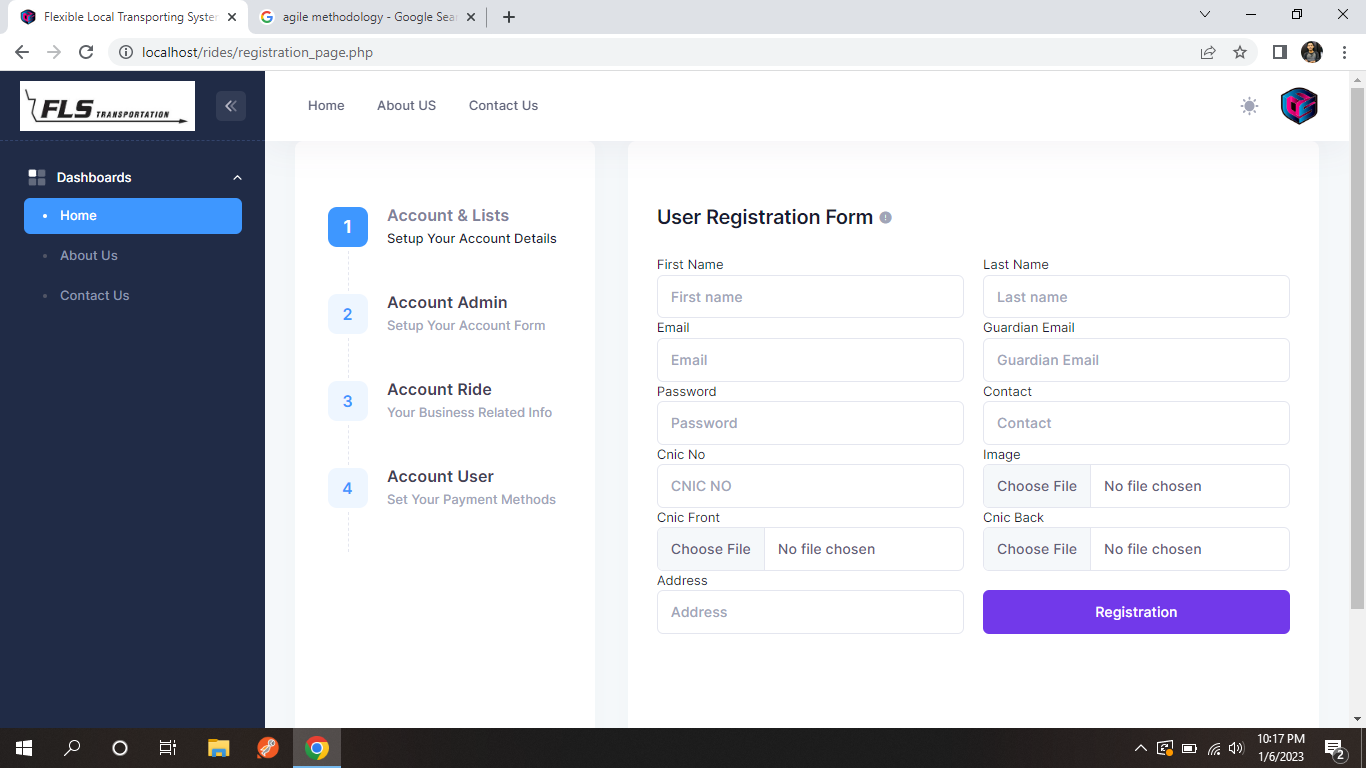 Flexible Local Transporting Syster
agile methodology - Google Sear
localhost/rides/registration_page.php
FLS TRANSPORTATION
Home
About US
Contact Us
Dashboards
Home
About Us
Contact Us
1
Account & Lists
Setup Your Account Details
2
Account Admin
Setup Your Account Form
3
Account Ride
Your Business Related Info
4
Account User
Set Your Payment Methods
User Registration Form
First Name
Last Name
First name
Last name
Email
Guardian Email
Email
Guardian Email
Password
Contact
Password
Contact
Cnic No
Image
CNIC NO
Choose File No file chosen
Cnic Front
Cnic Back
Choose File No file chosen
Choose File No file chosen
Address
Address
Registration
10:17 PM
1/6/2023
2